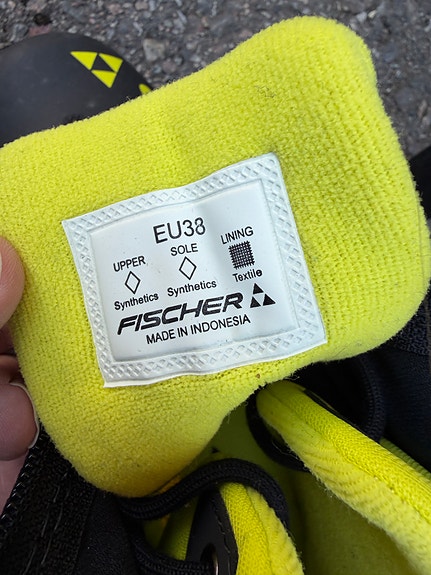 EU38
UPPER SOLE LINING
Synthetics Synthetics Textile
FISCHER
MADE IN INDONESIA